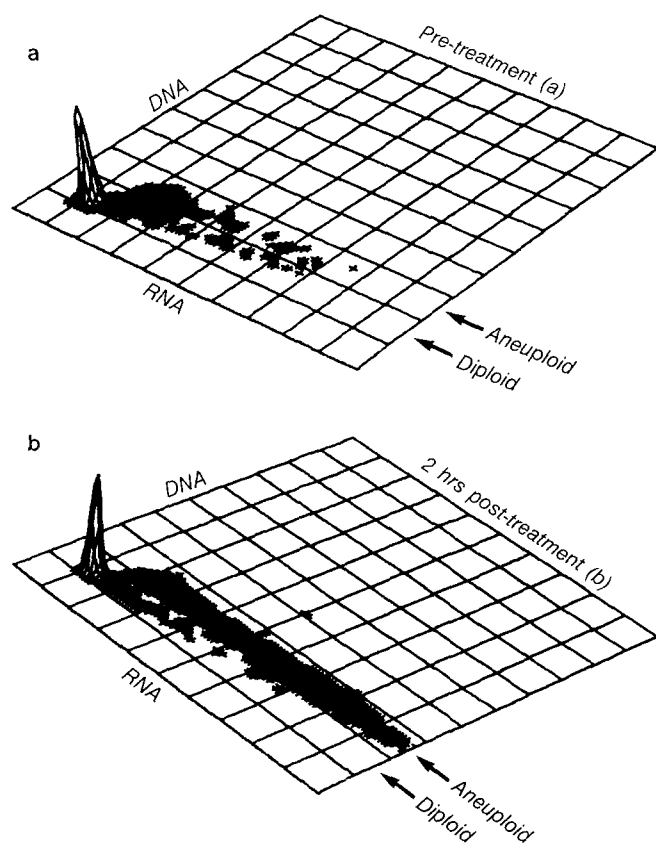 a
Pre-treatment (a)
DNA
RNA
Aneuploid
Diploid
b
DNA
2 hrs post-treatment (b)
RNA
Aneuploid
Diploid